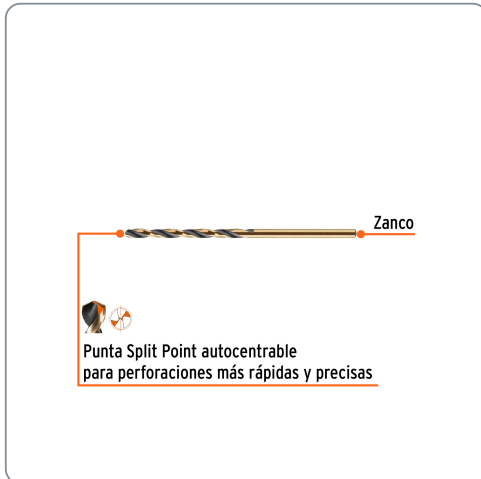 Zanco
Punta Split Point autocentrable
para perforaciones más rápidas y precisas